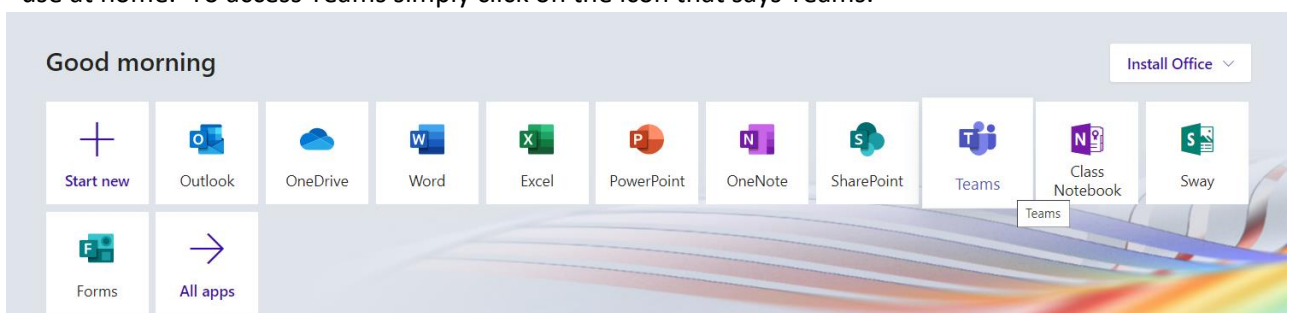 use at home. To access Teams simply click on the icon that says Teams.
Good morning
Install Office
Start new
Outlook
OneDrive
Word
Excel
PowerPoint
OneNote
SharePoint
Teams
Class
Notebook
Sway
Teams
Forms
All apps